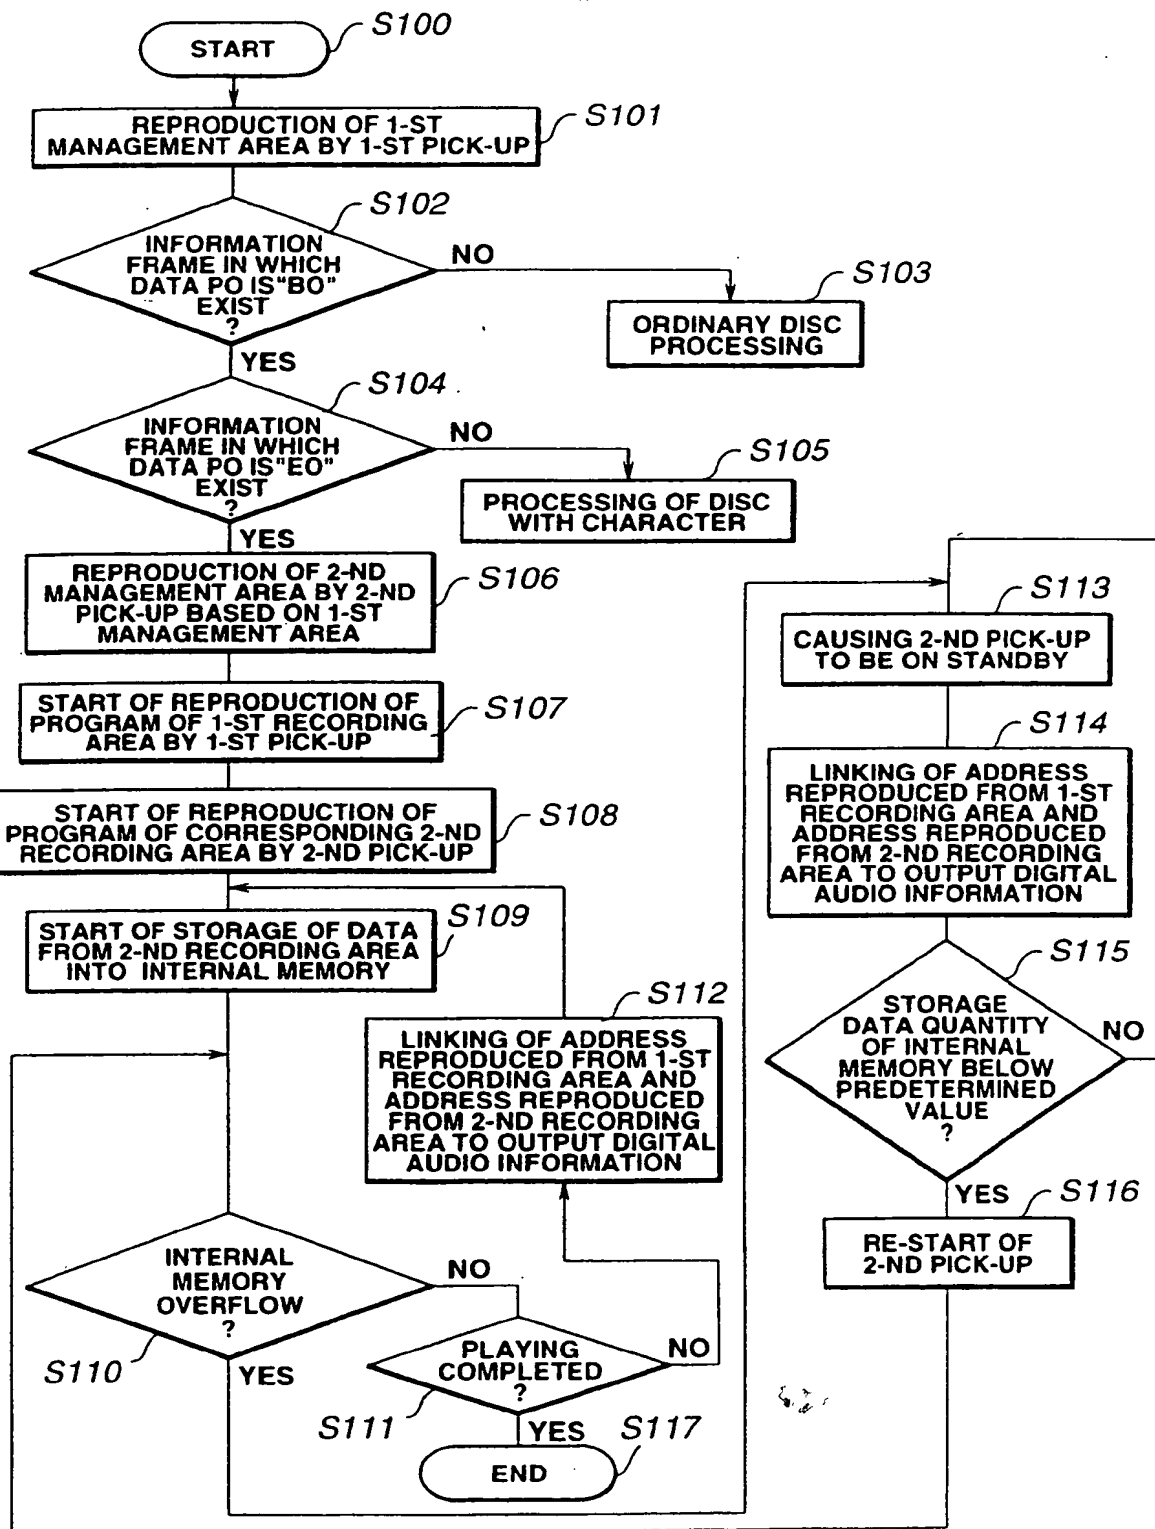 S100
START
S101
REPRODUCTION OF 1-ST
MANAGEMENT AREA BY 1-ST PICK-UP
S102
INFORMATION
FRAME IN WHICH
DATA PO IS"BO"
EXIST
?
NO
YES
S103
ORDINARY DISC
PROCESSING
S104
INFORMATION
FRAME IN WHICH
DATA PO IS"EO"
EXIST
?
NO
YES
S105
PROCESSING OF DISC
WITH CHARACTER
S106
REPRODUCTION OF 2-ND
MANAGEMENT AREA BY 2-ND
PICK-UP BASED ON 1-ST
MANAGEMENT AREA
S107
START OF REPRODUCTION OF
PROGRAM OF 1-ST RECORDING
AREA BY 1-ST PICK-UP
S108
START OF REPRODUCTION OF
PROGRAM OF CORRESPONDING 2-ND
RECORDING AREA BY 2-ND PICK-UP
S109
START OF STORAGE OF DATA
FROM 2-ND RECORDING AREA
INTO INTERNAL MEMORY
INTERNAL
MEMORY
OVERFLOW
?
S110
NO
YES
PLAYING
COMPLETED
?
S111
NO
YES
S112
LINKING OF ADDRESS
REPRODUCED FROM 1-ST
RECORDING AREA AND
ADDRESS REPRODUCED
FROM 2-ND RECORDING
AREA TO OUTPUT DIGITAL
AUDIO INFORMATION
S117
END
S113
CAUSING 2-ND PICK-UP
TO BE ON STANDBY
S114
LINKING OF ADDRESS
REPRODUCED FROM 1-ST
RECORDING AREA AND
ADDRESS REPRODUCED
FROM 2-ND RECORDING
AREA TO OUTPUT DIGITAL
AUDIO INFORMATION
S115
STORAGE
DATA QUANTITY
OF INTERNAL
MEMORY BELOW
PREDETERMINED
VALUE
?
NO
YES
S116
RE-START OF
2-ND PICK-UP